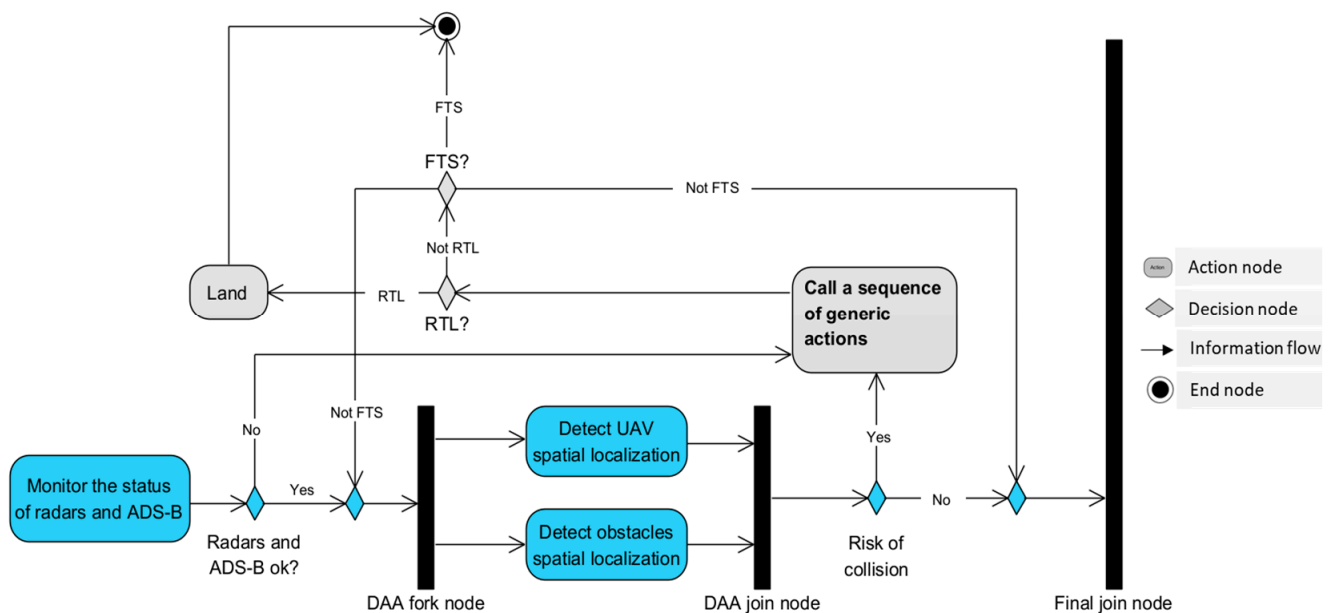 FTS
FTS?
Not FTS
Not RTL
Land
RTL
RTL?
Call a sequence
of generic
actions
Action
Action node
Decision node
Information flow
End node
Not FTS
No
Yes
Monitor the status
of radars and ADS-B
Radars and
ADS-B ok?
Detect UAV
spatial localization
Detect obstacles
spatial localization
Yes
No
Risk of
collision
DAA fork node
DAA join node
Final join node